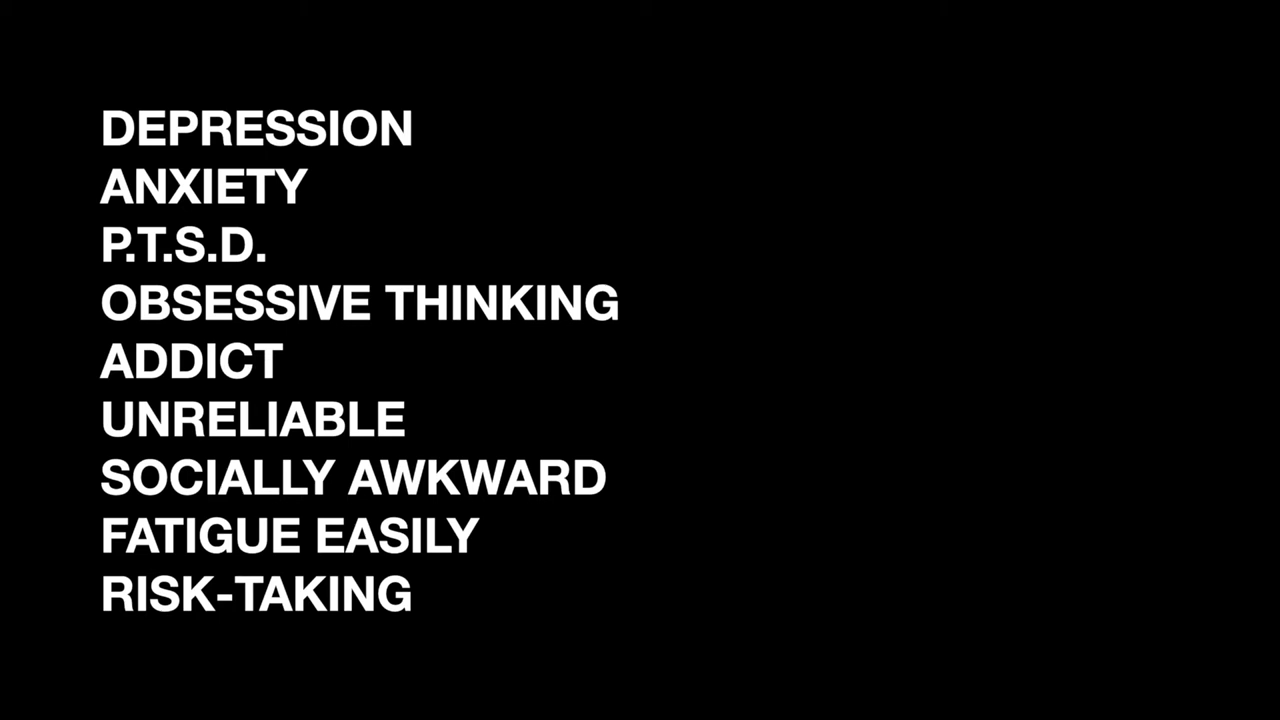 DEPRESSION
ANXIETY
P.T.S.D.
OBSESSIVE THINKING
ADDICT
UNRELIABLE
SOCIALLY AWKWARD
FATIGUE EASILY
RISK-TAKING